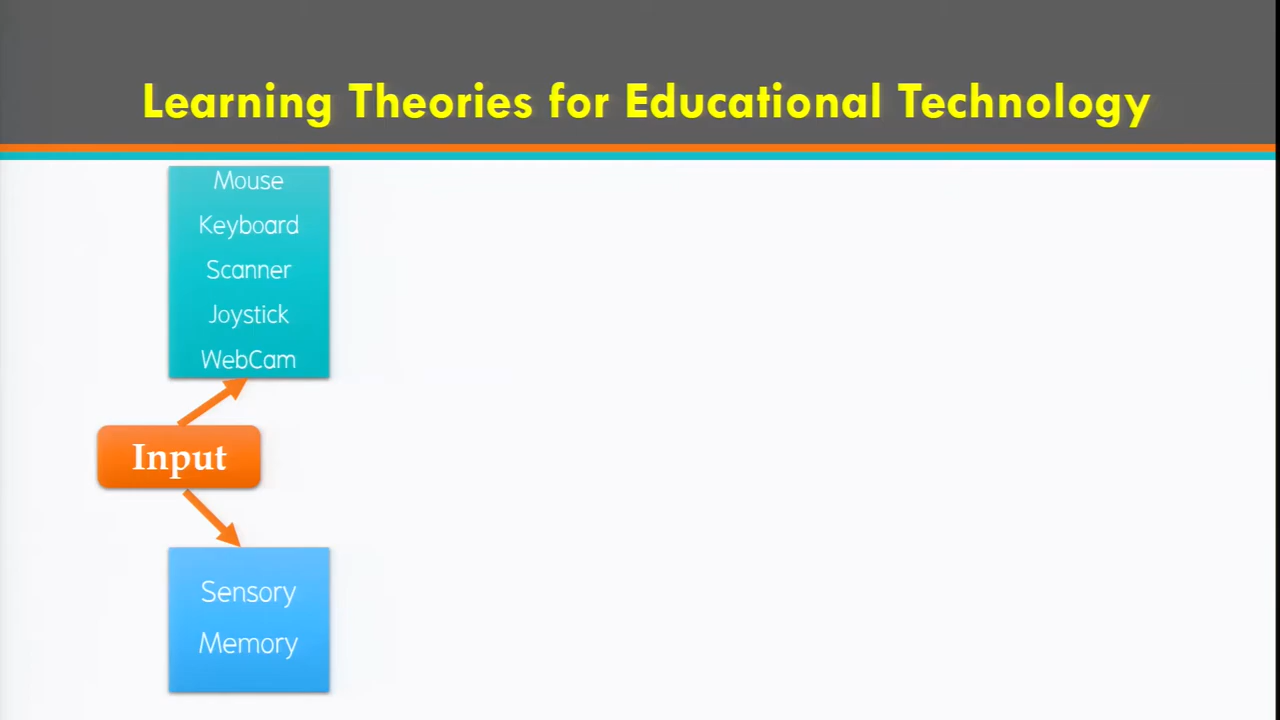 Learning Theories for Educational Technology
Mouse
Keyboard
Scanner
Joystick
WebCam
Input
Sensory
Memory